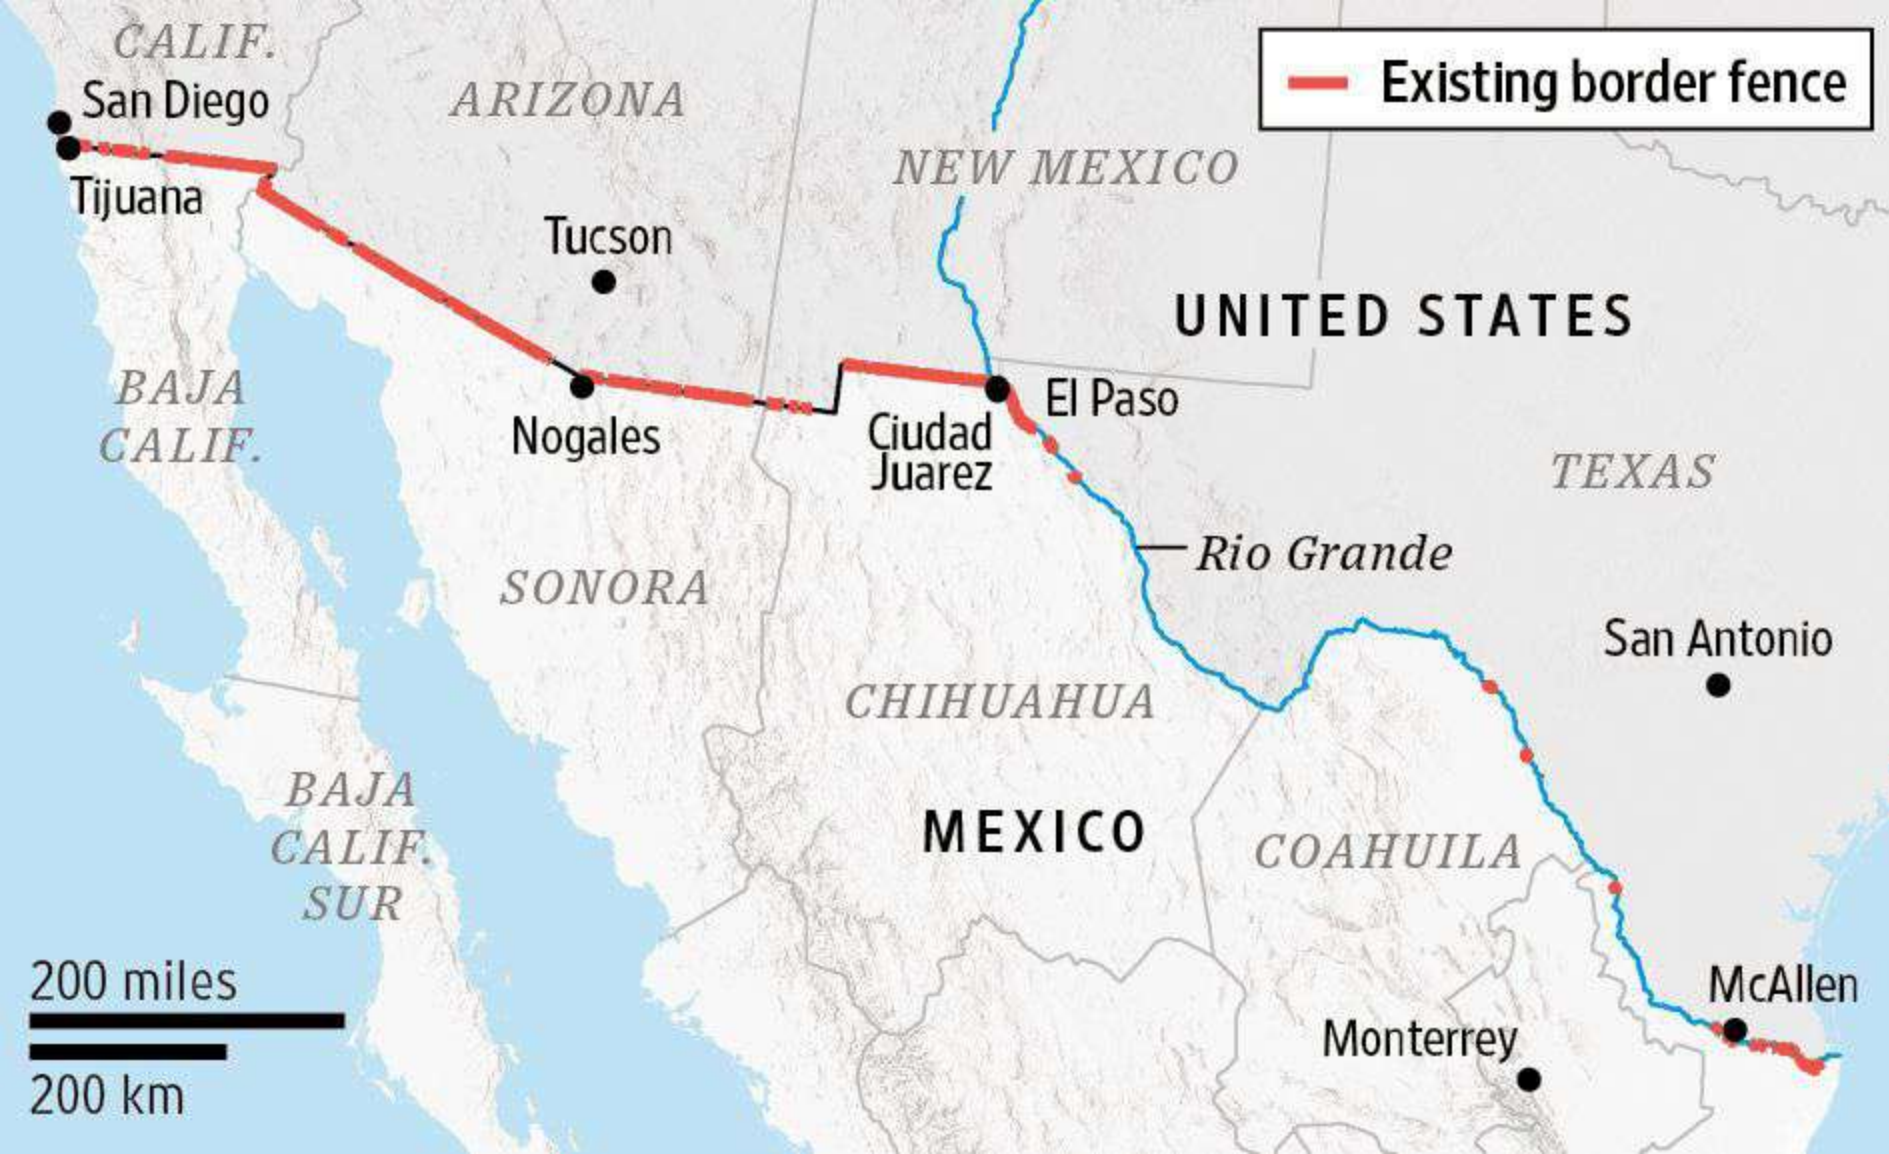 CALIF.
San Diego
Tijuana
ARIZONA
Tucson
NEW MEXICO
Existing border fence
UNITED STATES
BAJA
CALIF.
Nogales
Ciudad
Juarez
El Paso
TEXAS
Rio Grande
SONORA
San Antonio
CHIHUAHUA
BAJA
CALIF.
SUR
MEXICO
COAHUILA
200 miles
200 km
McAllen
Monterrey